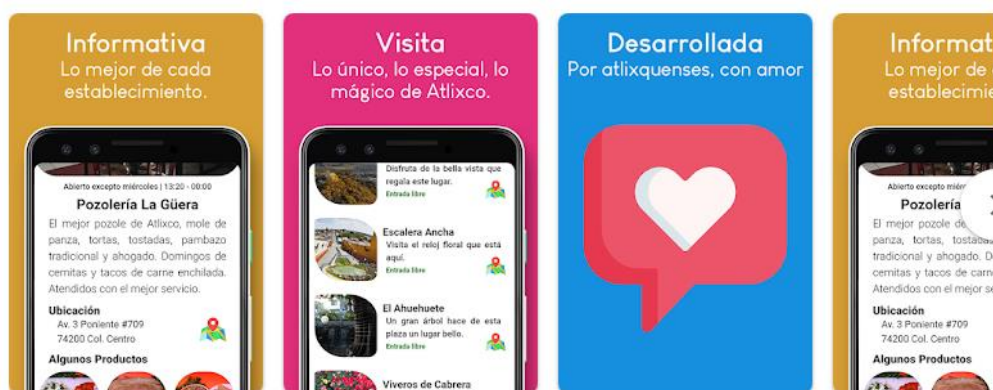 Informativa
Lo mejor de cada
establecimiento.
Abierto excepto miércoles | 13:20 - 00:00
Pozolería La Güera
El mejor pozole de Atlixco, mole de
panza, tortas, tostadas, pambazo
tradicional y ahogado. Domingos de
cemitas y tacos de carne enchilada.
Atendidos con el mejor servicio.
Ubicación
Av. 3 Poniente #709
74200 Col. Centro
Algunos Productos
Visita
Lo único, lo especial, lo
mágico de Atlixco.
Disfruta de la bella vista que
regala este lugar.
Entrada libre
Escalera Ancha
Visita el reloj floral que está
aquí.
Entrada libre
El Ahuehuete
Un gran árbol hace de esta
plaza un lugar bello.
Entrada libre
Viveros de Cabrera
Desarrollada
Por atlixquenses, con amor
Informat
Lo mejor de
establecimie
Abierto excepto miérc
Pozolería
El mejor pozole de
panza, tortas, tostadas
tradicional y ahogado. D
cemitas y tacos de carn
Atendidos con el mejor se
Ubicación
Av. 3 Poniente #709
74200 Col. Centro
Algunos Productos